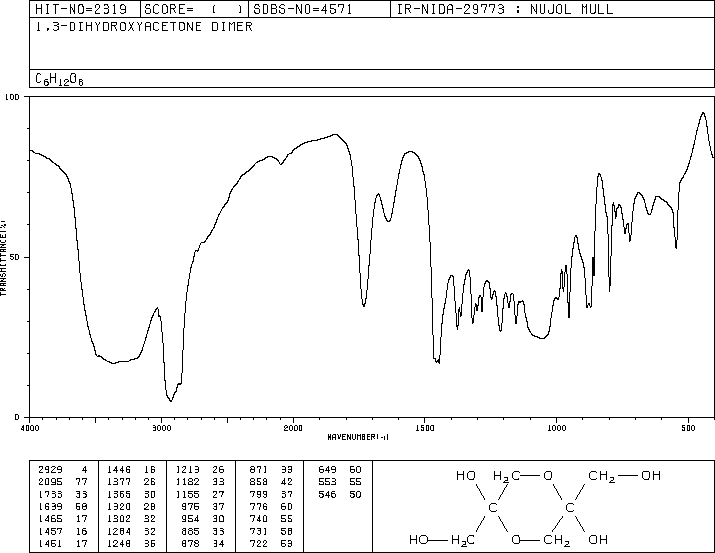 HIT-NO=2319 SCORE= ( ) SDBS-NO=4571 IR-NIDA-29773 : NUJOL MULL
1,3-DIHYDROXYACETONE DIMER
C6H12O6
100
50
0
TRANSMITTANCE(%)
4000 3000 2000 1500 1000 500
WAVENUMBER(-1)
2929 4 1446 16 1213 26 871 33 649 60
2095 77 1377 26 1182 33 858 42 553 55
1733 33 1365 30 1155 27 799 37 546 50
1639 60 1320 28 975 37 776 60
1465 17 1302 32 954 30 740 55
1457 16 1284 32 885 33 731 58
1451 17 1248 36 878 34 722 53
HO H2C O CH2 OH
C C
HO H2C O CH2 OH